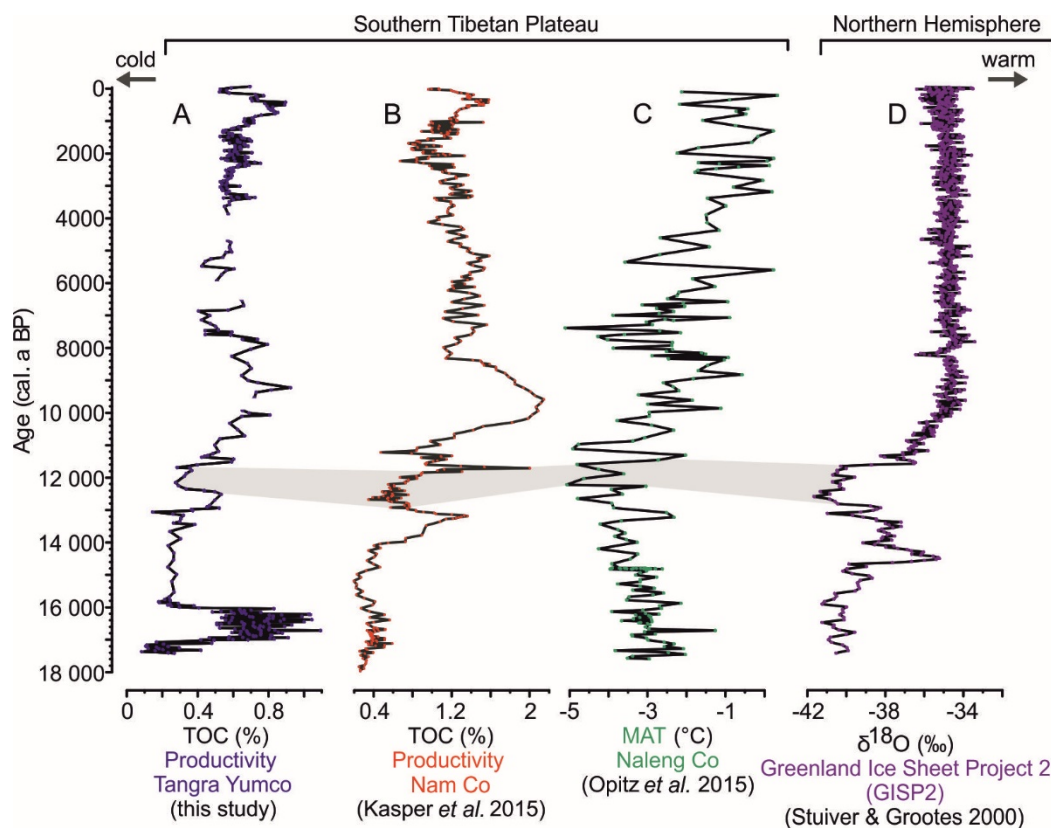 Southern Tibetan Plateau
Northern Hemisphere
cold
warm
A
B
C
D
Age (cal. a BP)
0
2000
4000
6000
8000
10 000
12 000
14 000
16 000
18 000
0 0.4 0.8
0.4 1.2 2
-5 -3 -1
-42 -38 -34
TOC (%)
Productivity
Tangra Yumco
(this study)
TOC (%)
Productivity
Nam Co
(Kasper et al. 2015)
MAT (°C)
Naleng Co
(Opitz et al. 2015)
δ18O (‰)
Greenland Ice Sheet Project 2
(GISP2)
(Stuiver & Grootes 2000)